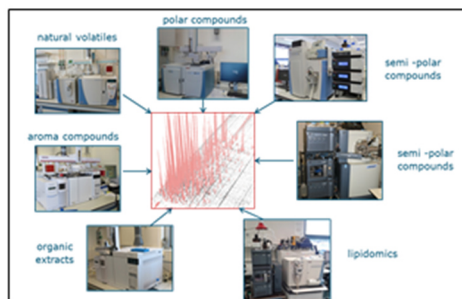 polar compounds
natural volatiles
semi -polar
compounds
aroma compounds
semi -polar
compounds
organic
extracts
lipidomics